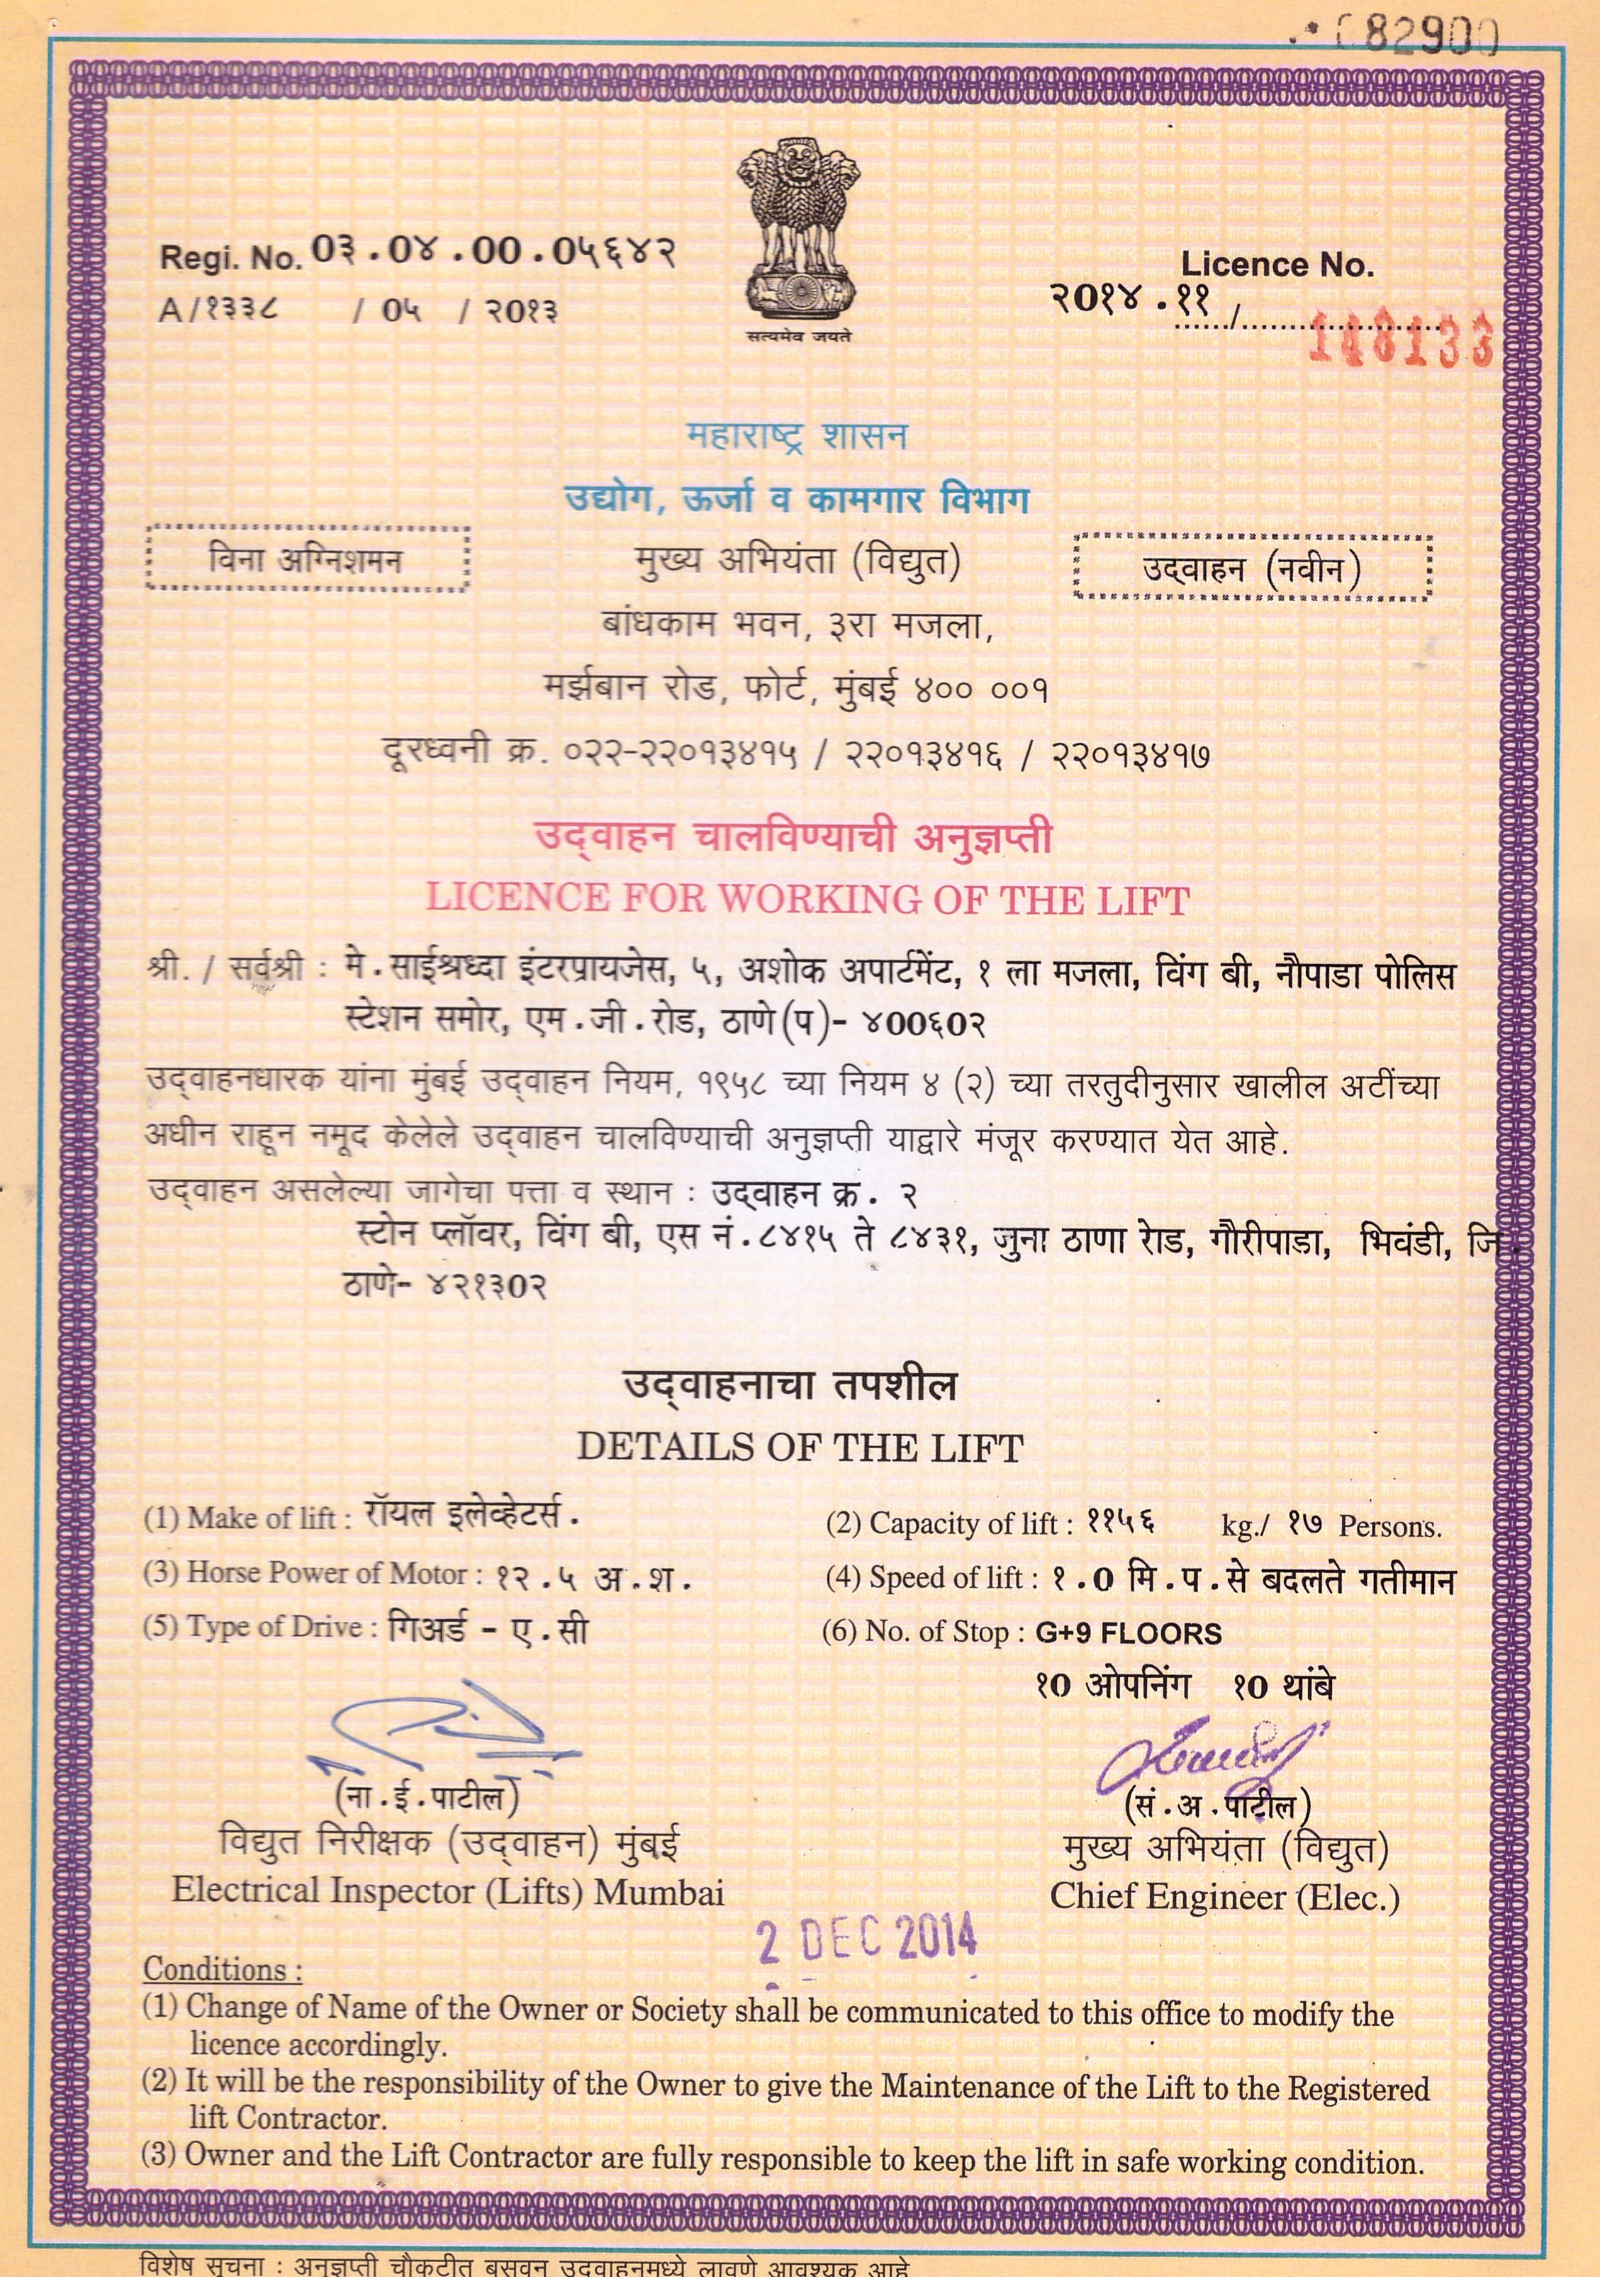 82900
Regi. No. ०३.०४.००.०५६४२
Licence No.
A/१३३८ / ०५ / २०१३
२०१४.११ /
148133
सत्यमेव जयते
महाराष्ट्र शासन
उद्योग, ऊर्जा व कामगार विभाग
विना अग्निशमन
मुख्य अभियंता (विद्युत)
उद्‌वाहन (नवीन)
बांधकाम भवन, ३रा मजला,
मर्झबान रोड, फोर्ट, मुंबई ४०० ००१
दूरध्वनी क्र. ०२२-२२०१३४१५ / २२०१३४१६ / २२०१३४१७
उद्‌वाहन चालविण्याची अनुज्ञप्ती
LICENCE FOR WORKING OF THE LIFT
श्री. / सर्वश्री : मे.साईश्रध्दा इंटरप्रायजेस, ५, अशोक अपार्टमेंट, १ ला मजला, विंग बी, नौपाडा पोलिस
स्टेशन समोर, एम.जी.रोड, ठाणे(प)- ४००६०२
उद्‌वाहनधारक यांना मुंबई उद्‌वाहन नियम, १९५८ च्या नियम ४ (२) च्या तरतुदीनुसार खालील अटींच्या
अधीन राहून नमूद केलेले उद्‌वाहन चालविण्याची अनुज्ञप्ती याद्वारे मंजूर करण्यात येत आहे.
उद्‌वाहन असलेल्या जागेचा पत्ता व स्थान : उद्‌वाहन क्र. २
स्टोन प्लॉवर, विंग बी, एस नं.८४१५ ते ८४३१, जुना ठाणा रोड, गौरीपाडा, भिवंडी, जि.
ठाणे- ४२१३०२
उद्‌वाहनाचा तपशील
DETAILS OF THE LIFT
(1) Make of lift : रॉयल इलेव्हेटर्स.
(2) Capacity of lift : ११५६ kg./ १७ Persons.
(3) Horse Power of Motor : १२.५ अ.श.
(4) Speed of lift : १.० मि.प.से बदलते गतीमान
(5) Type of Drive : गिअर्ड - ए.सी
(6) No. of Stop : G+9 FLOORS
१० ओपनिंग १० थांबे
(ना.ई.पाटील)
(सं.अ.पाटील)
विद्युत निरीक्षक (उद्‌वाहन) मुंबई
मुख्य अभियंता (विद्युत)
Electrical Inspector (Lifts) Mumbai
Chief Engineer (Elec.)
2 DEC 2014
Conditions :
(1) Change of Name of the Owner or Society shall be communicated to this office to modify the
licence accordingly.
(2) It will be the responsibility of the Owner to give the Maintenance of the Lift to the Registered
lift Contractor.
(3) Owner and the Lift Contractor are fully responsible to keep the lift in safe working condition.
विशेष सूचना : अनुज्ञप्ती चौकटीत बसवून उद्‌वाहनमध्ये लावणे आवश्यक आहे